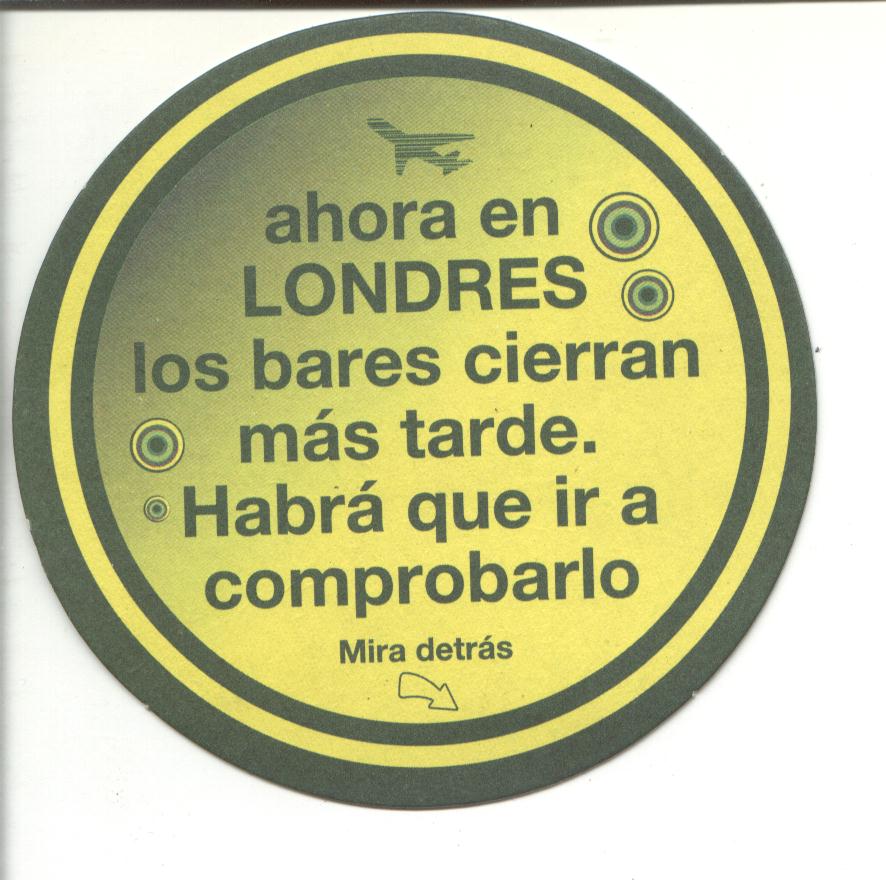 ahora en
LONDRES
los bares cierran
más tarde.
Habrá que ir a
comprobarlo
Mira detrás